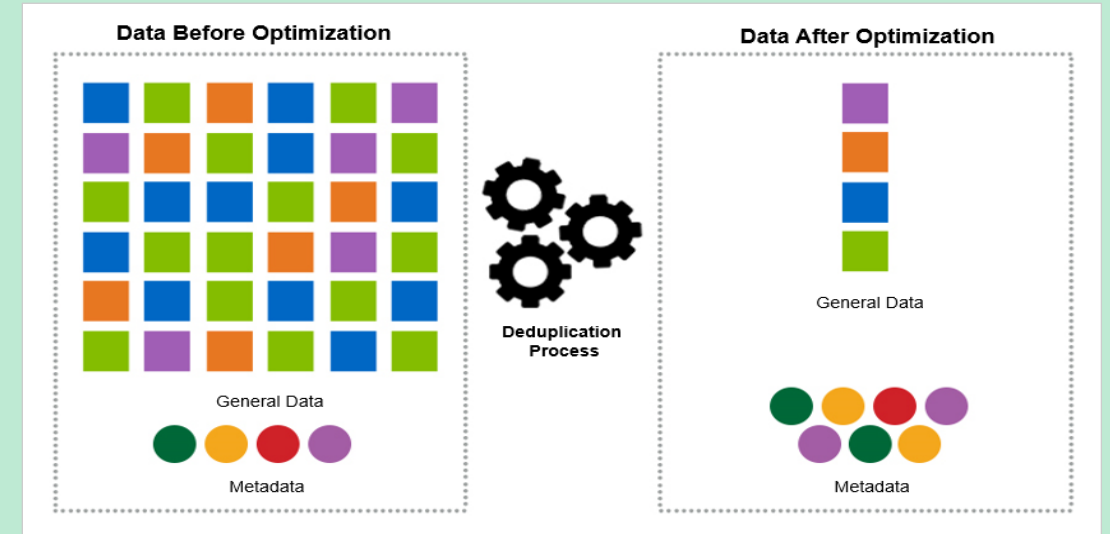 Data Before Optimization
General Data
Metadata
Deduplication
Process
Data After Optimization
General Data
Metadata